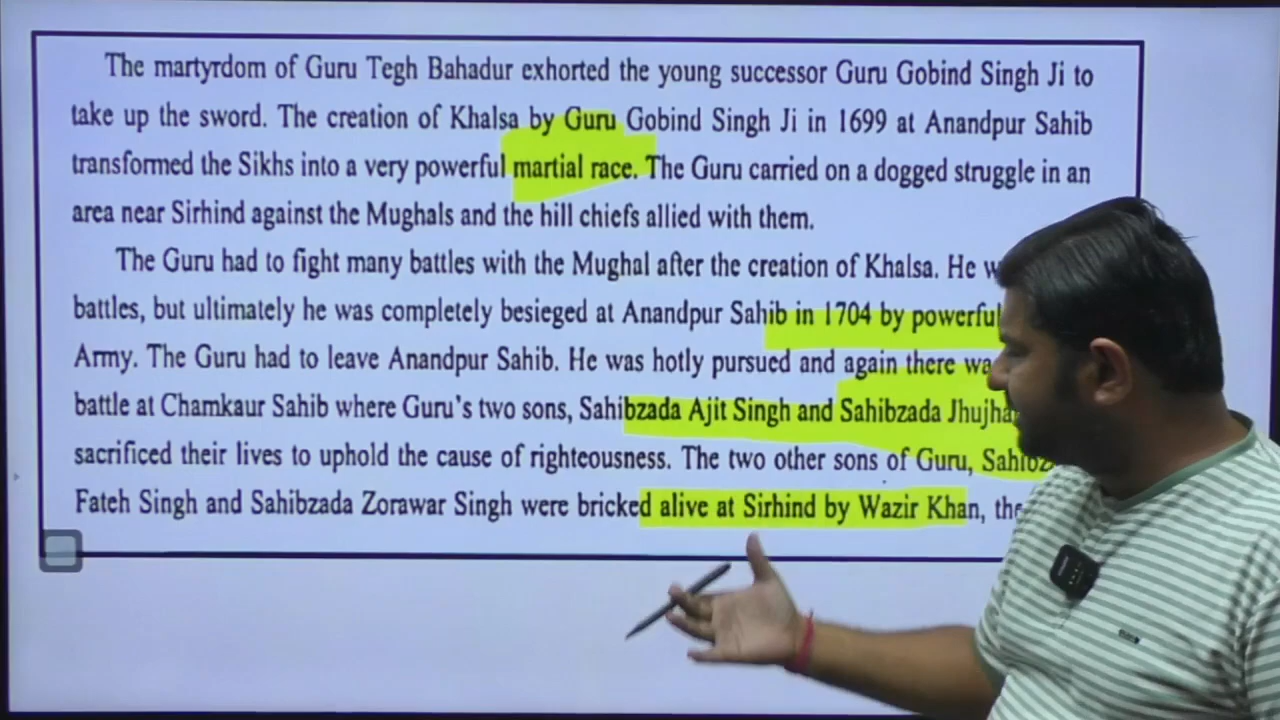 The martyrdom of Guru Tegh Bahadur exhorted the young successor Guru Gobind Singh Ji to
take up the sword. The creation of Khalsa by Guru Gobind Singh Ji in 1699 at Anandpur Sahib
transformed the Sikhs into a very powerful martial race. The Guru carried on a dogged struggle in an
area near Sirhind against the Mughals and the hill chiefs allied with them.
The Guru had to fight many battles with the Mughal after the creation of Khalsa. He
battles, but ultimately he was completely besieged at Anandpur Sahib in 1704 by powerful
Army. The Guru had to leave Anandpur Sahib. He was hotly pursued and again there
battle at Chamkaur Sahib where Guru's two sons, Sahibzada Ajit Singh and Sahibzada
sacrificed their lives to uphold the cause of righteousness. The two other sons of Guru,
Fateh Singh and Sahibzada Zorawar Singh were bricked alive at Sirhind by Wazir Khan,